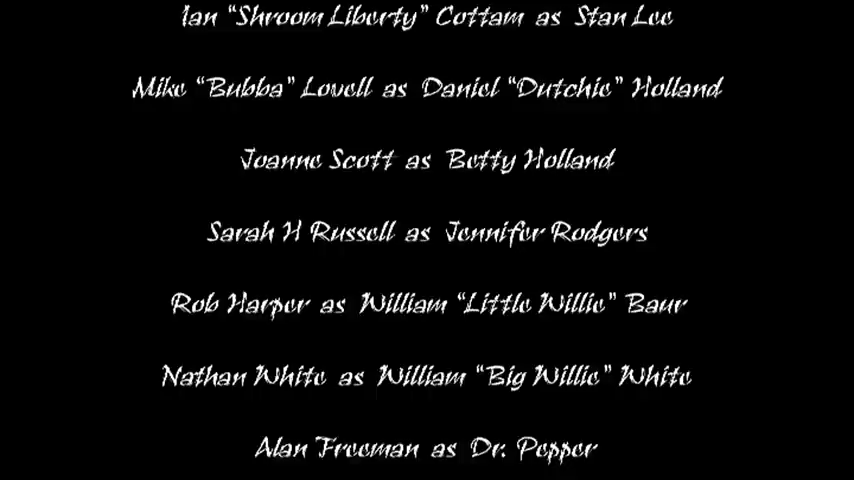 Ian “Shroom Liberty” Cottam as Stan Lee
Mike “Bubba” Lovell as Daniel “Dutchie” Holland
Joanne Scott as Betty Holland
Sarah H Russell as Jennifer Rodgers
Rob Harper as William “Little Willie” Baur
Nathan White as William “Big Willie” White
Alan Freeman as Dr. Pepper